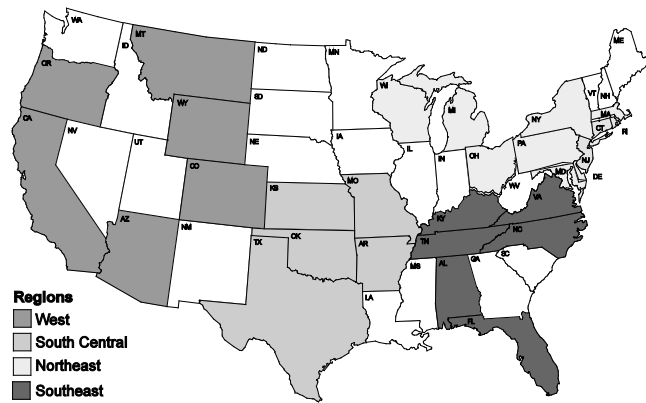 WA
MT
ND
MN
ME
ID
OR
SD
WI
VT
NH
WY
MI
NY
MA
CT
RI
CA
NV
UT
NE
IA
IL
IN
OH
PA
NJ
CO
MD
DE
KS
MO
WV
VA
KY
AZ
NM
OK
AR
TN
NC
TX
MS
AL
GA
SC
LA
FL
Regions
West
South Central
Northeast
Southeast